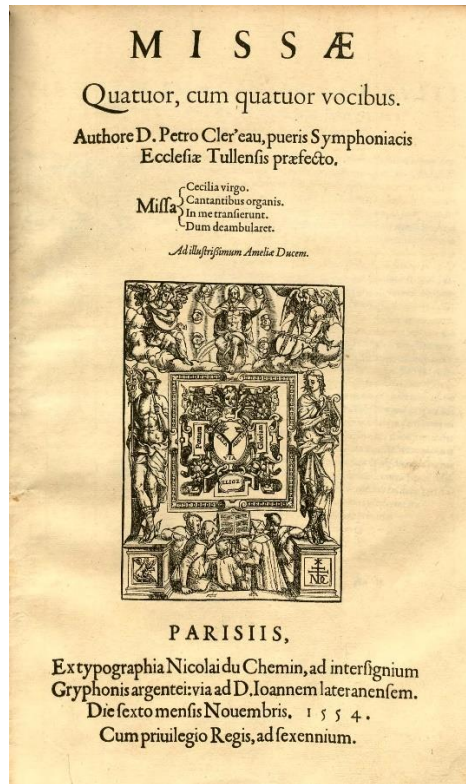 MISSÆ
Quatuor, cum quatuor vocibus.
Authore D. Petro Cler'eau, pueris Symphoniacis
Ecclesiæ Tullensis præfecto.
Missa
Cecilia virgo.
Cantantibus organis.
In me transierunt.
Dum deambularet.
Ad illustrissimum Ameliæ Ducem.
VIA
PARISIIS,
Ex typographia Nicolai du Chemin, ad intersignium
Gryphonis argentei: via ad D. Ioannem lateranensem.
Die sexto mensis Nouembris. 1554.
Cum priuilegio Regis, ad sexennium.